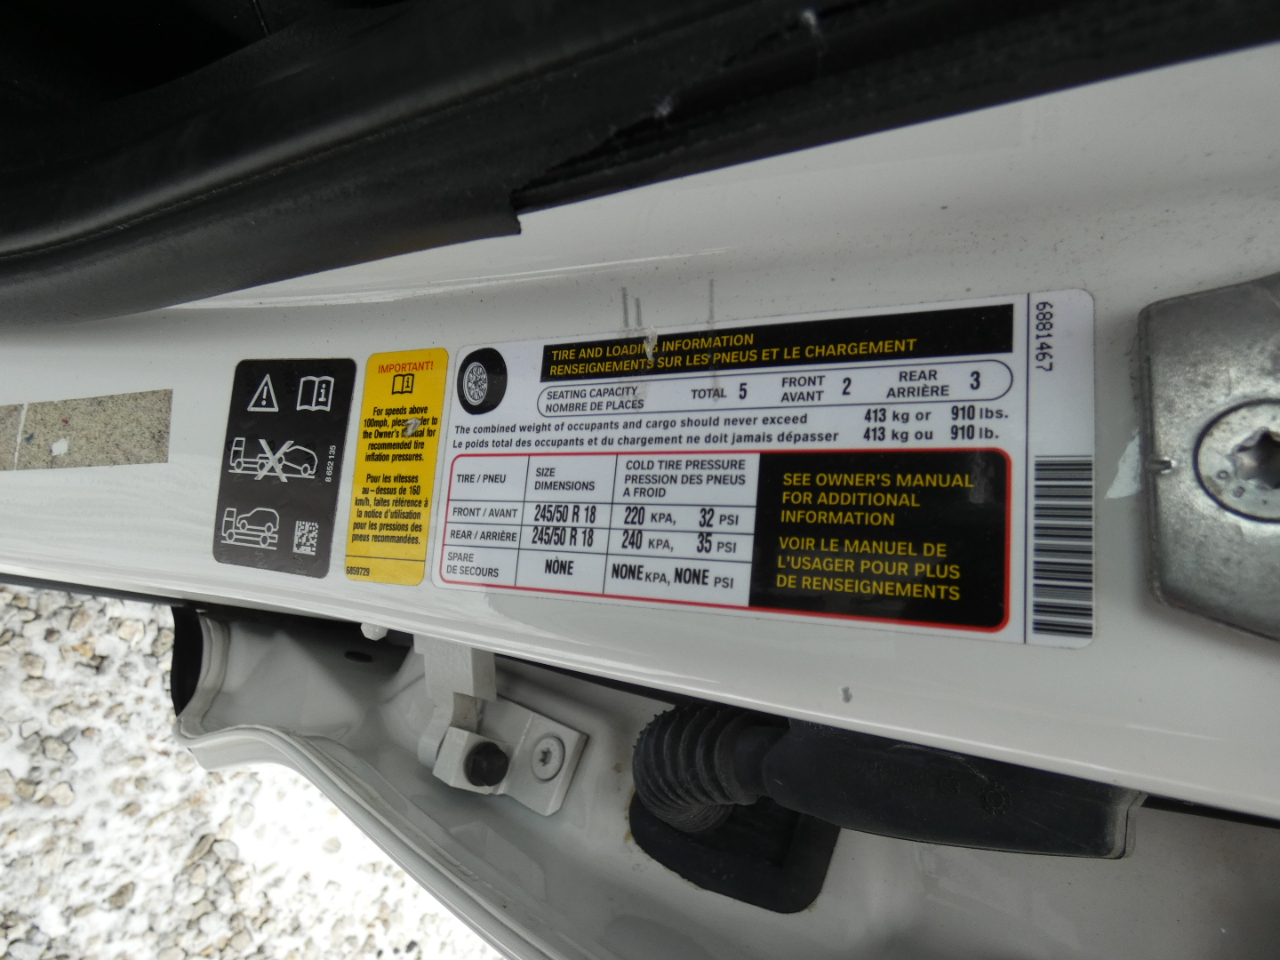 8 652 135
IMPORTANT!
For speeds above
100mph, please refer to
the Owner's Manual for
recommended tire
inflation pressures.
Pour les vitesses
au-dessus de 160
km/h, faites référence à
la notice d'utilisation
pour les pressions des
pneus recommandées.
6859729
TIRE AND LOADING INFORMATION
RENSEIGNEMENTS SUR LES PNEUS ET LE CHARGEMENT
SEATING CAPACITY
NOMBRE DE PLACES
TOTAL 5
FRONT
AVANT 2
REAR
ARRIÈRE 3
The combined weight of occupants and cargo should never exceed 413 kg or 910 lbs.
Le poids total des occupants et du chargement ne doit jamais dépasser 413 kg ou 910 lb.
TIRE / PNEU
SIZE
DIMENSIONS
COLD TIRE PRESSURE
PRESSION DES PNEUS
A FROID
FRONT / AVANT 245/50 R 18 220 KPA, 32 PSI
REAR / ARRIÈRE 245/50 R 18 240 KPA, 35 PSI
SPARE
DE SECOURS NONE NONE KPA, NONE PSI
SEE OWNER'S MANUAL
FOR ADDITIONAL
INFORMATION
VOIR LE MANUEL DE
L'USAGER POUR PLUS
DE RENSEIGNEMENTS
6881467